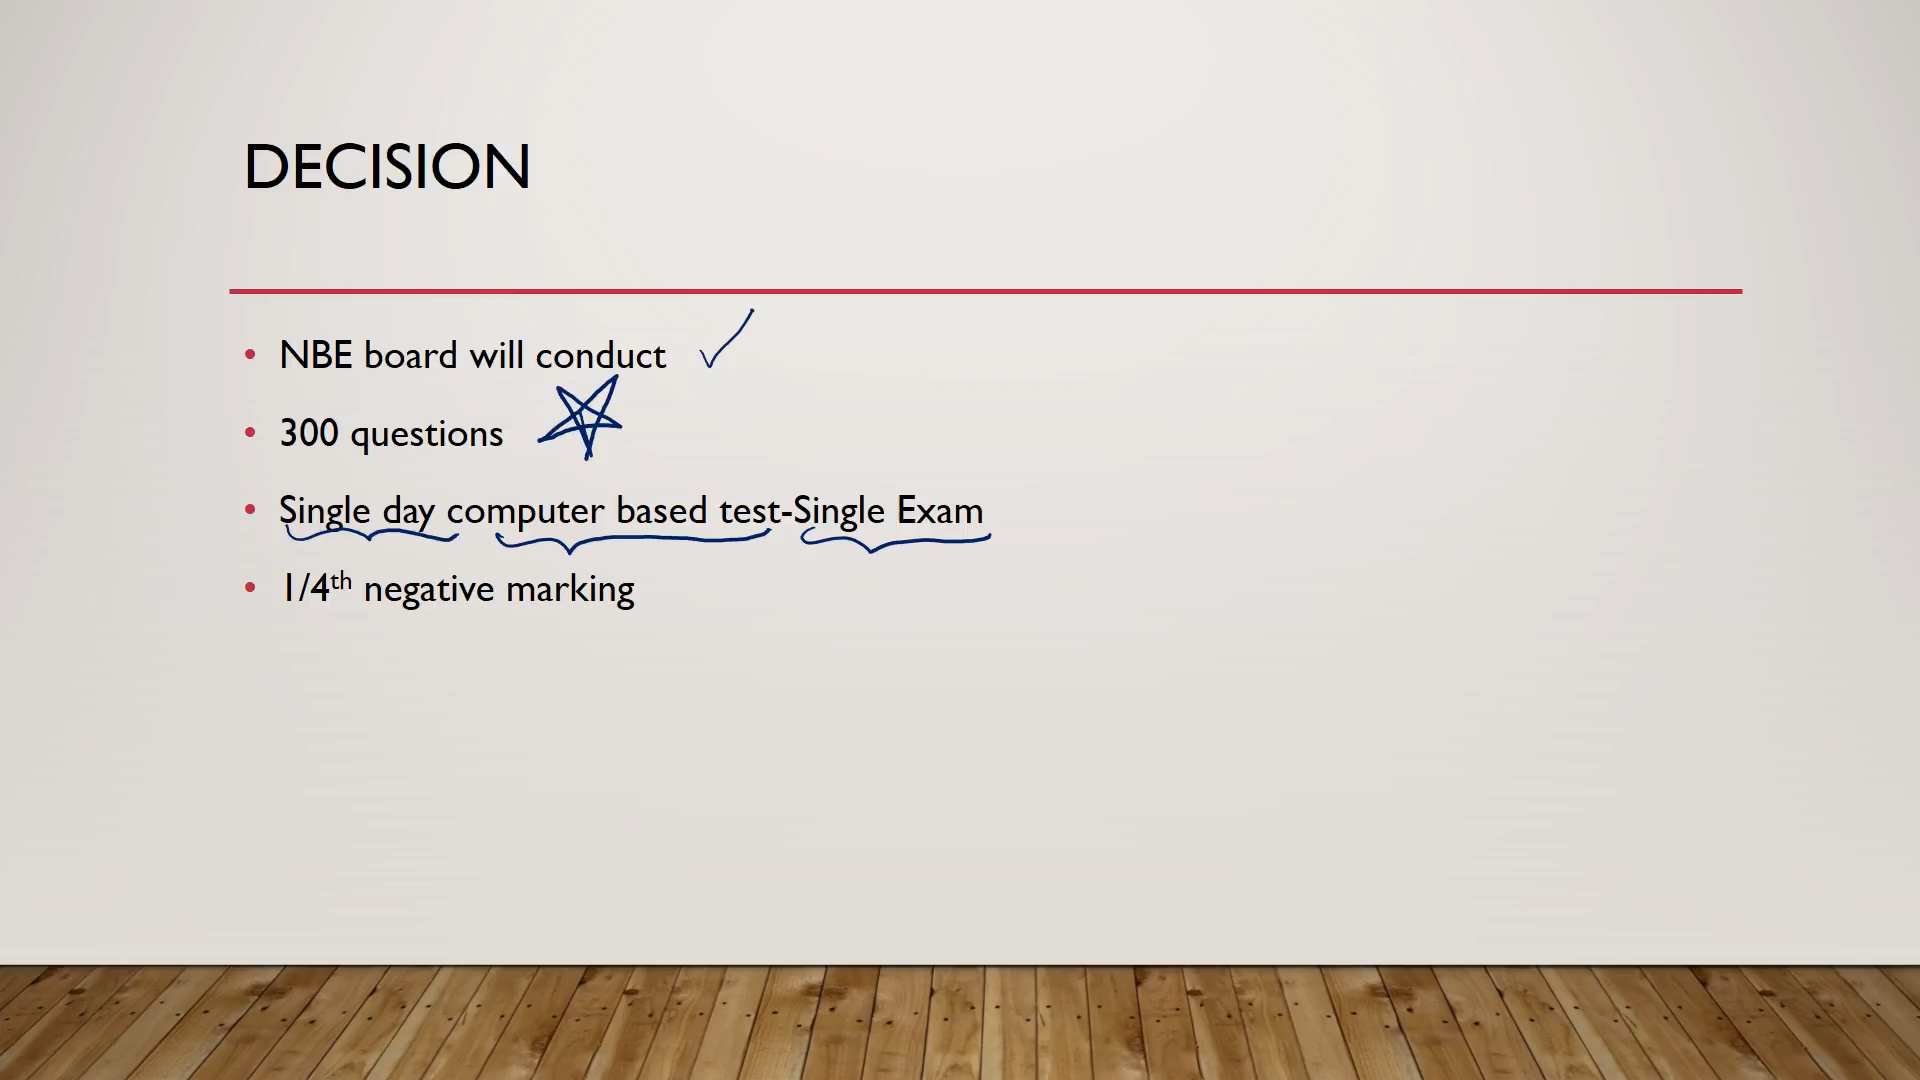 DECISION
• NBE board will conduct
• 300 questions
• Single day computer based test-Single Exam
• 1/4th negative marking